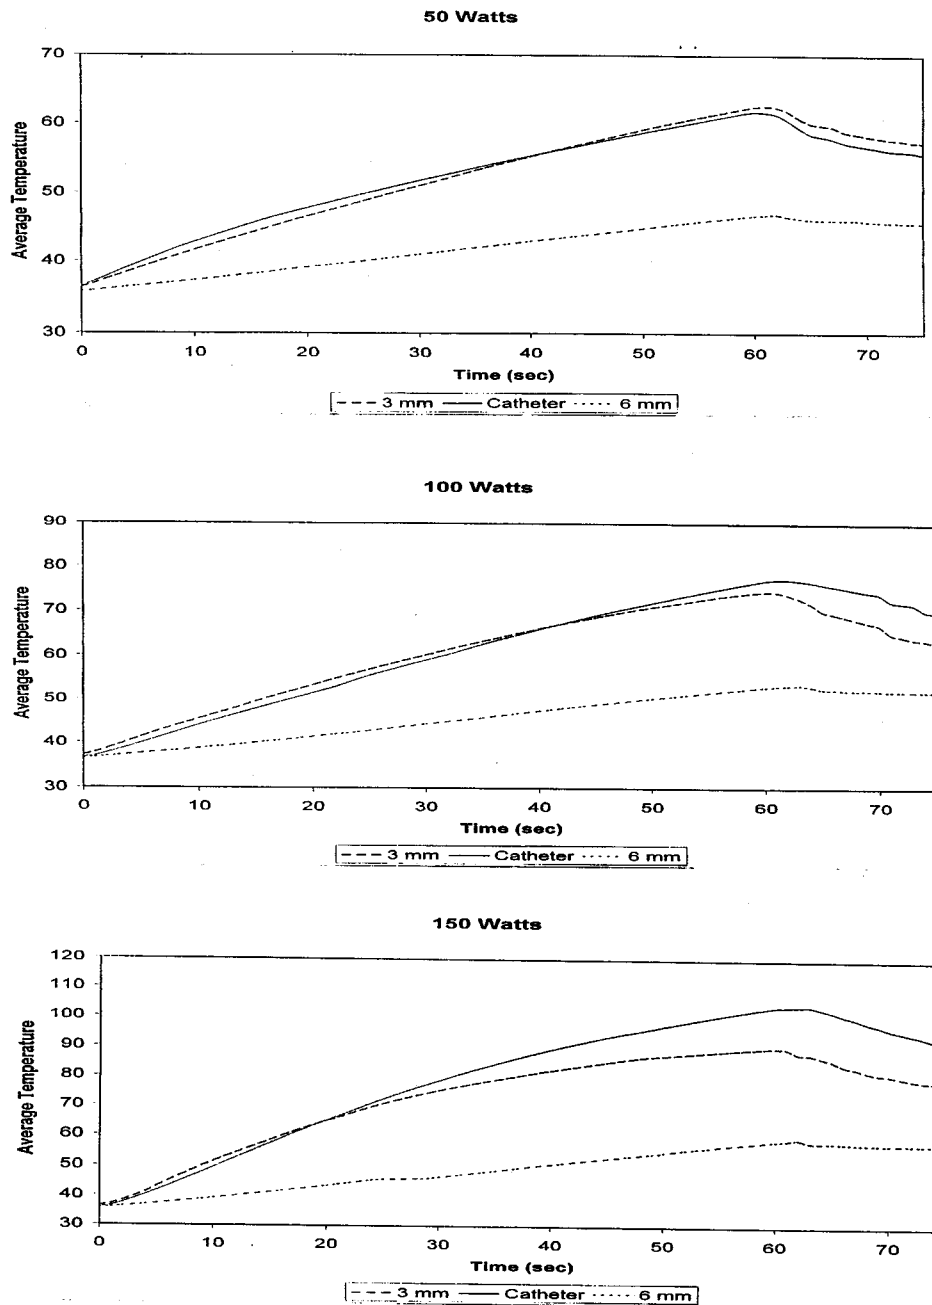 50 Watts
70
60
50
40
30
Average Temperature
0 10 20 30 40 50 60 70
Time (sec)
3 mm Catheter 6 mm
100 Watts
90
80
70
60
50
40
30
Average Temperature
0 10 20 30 40 50 60 70
Time (sec)
3 mm Catheter 6 mm
150 Watts
120
110
100
90
80
70
60
50
40
30
Average Temperature
0 10 20 30 40 50 60 70
Time (sec)
3 mm Catheter 6 mm